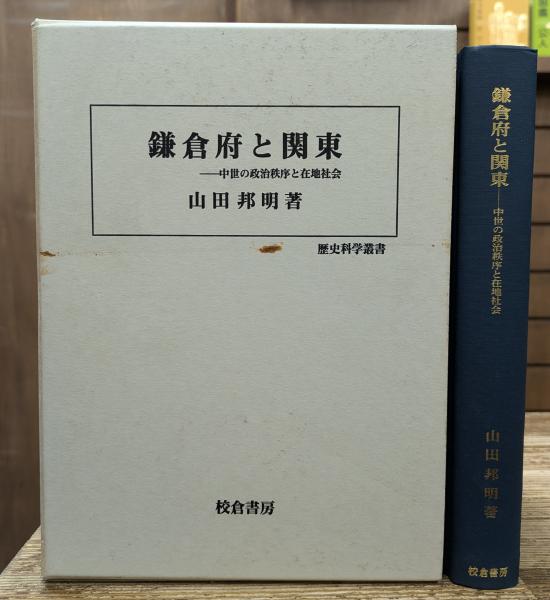 鎌倉府と関東
――中世の政治秩序と在地社会
山田邦明著
歴史科学叢書
校倉書房
鎌倉府と関東――中世の政治秩序と在地社会
山田邦明著
校倉書房